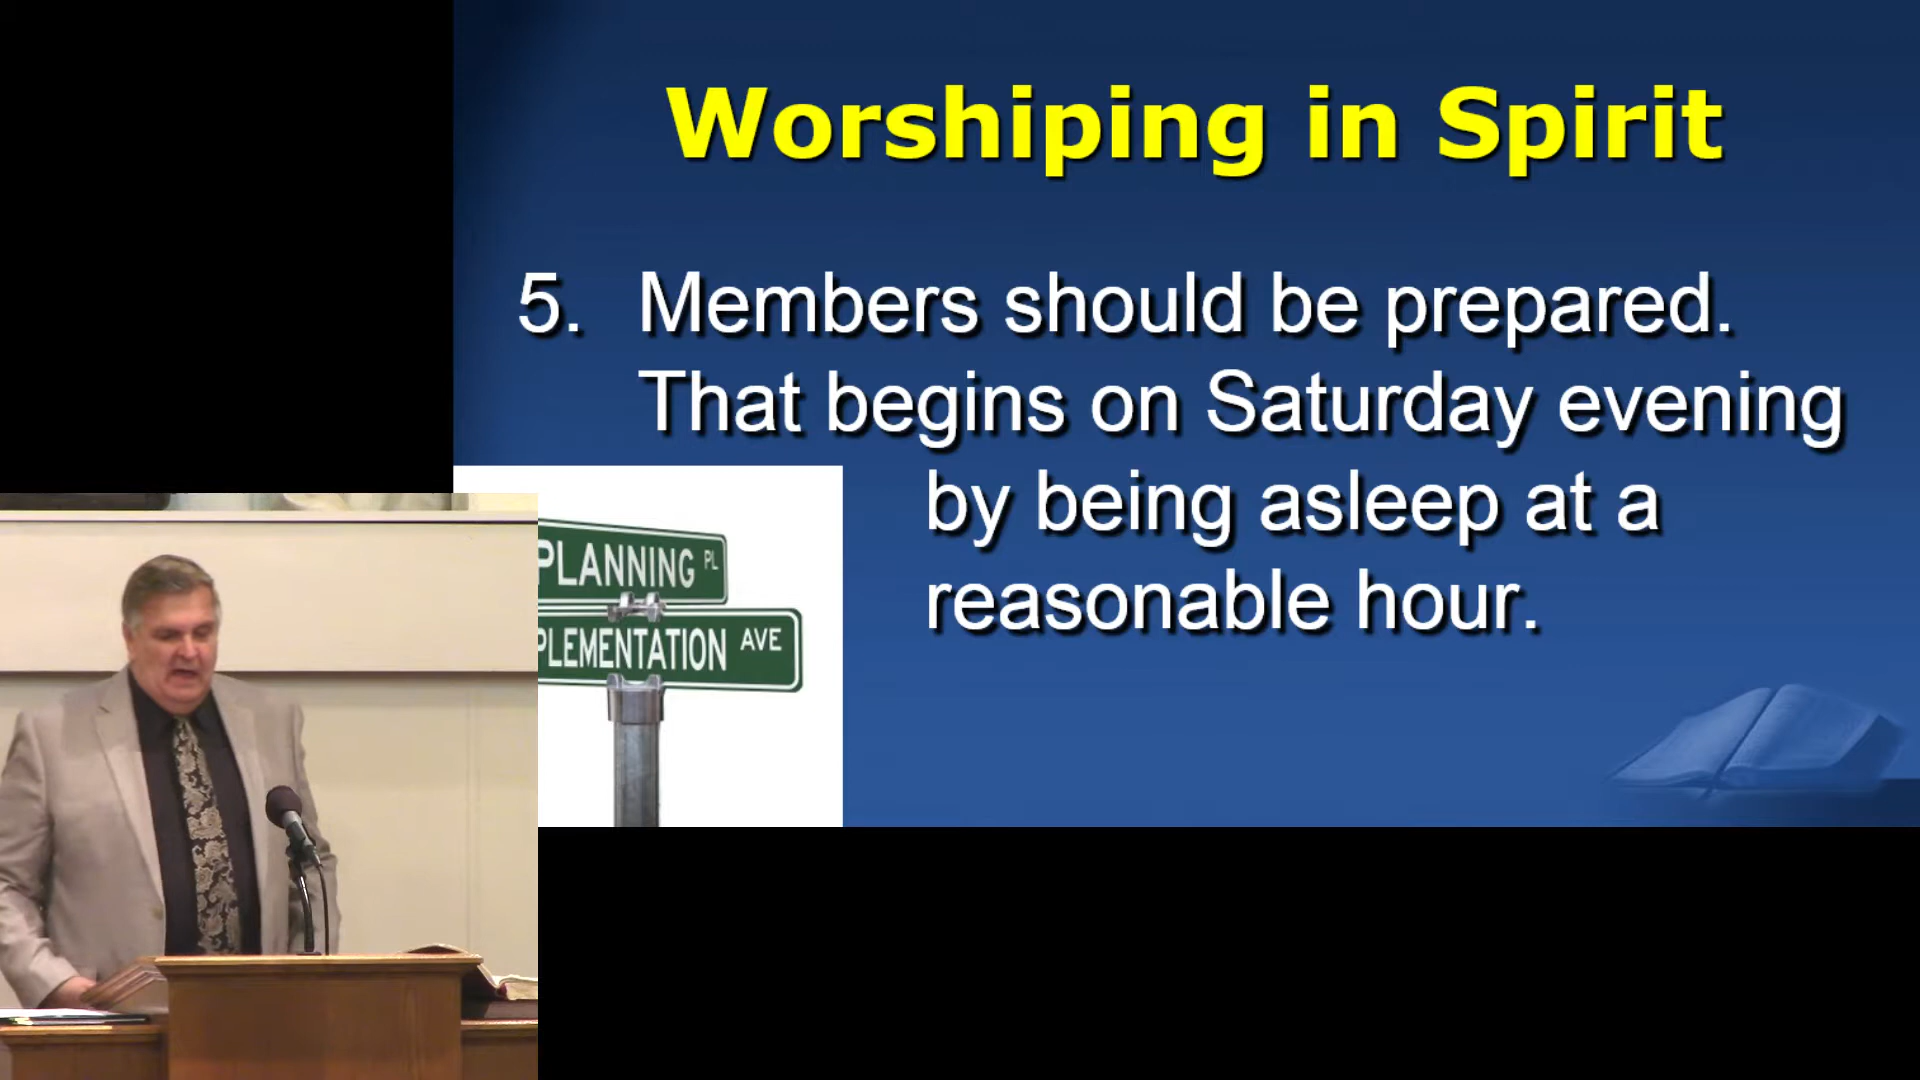 Worshiping in Spirit
5. Members should be prepared.
That begins on Saturday evening
by being asleep at a
reasonable hour.
PLANNING PL
PLEMENTATION AVE